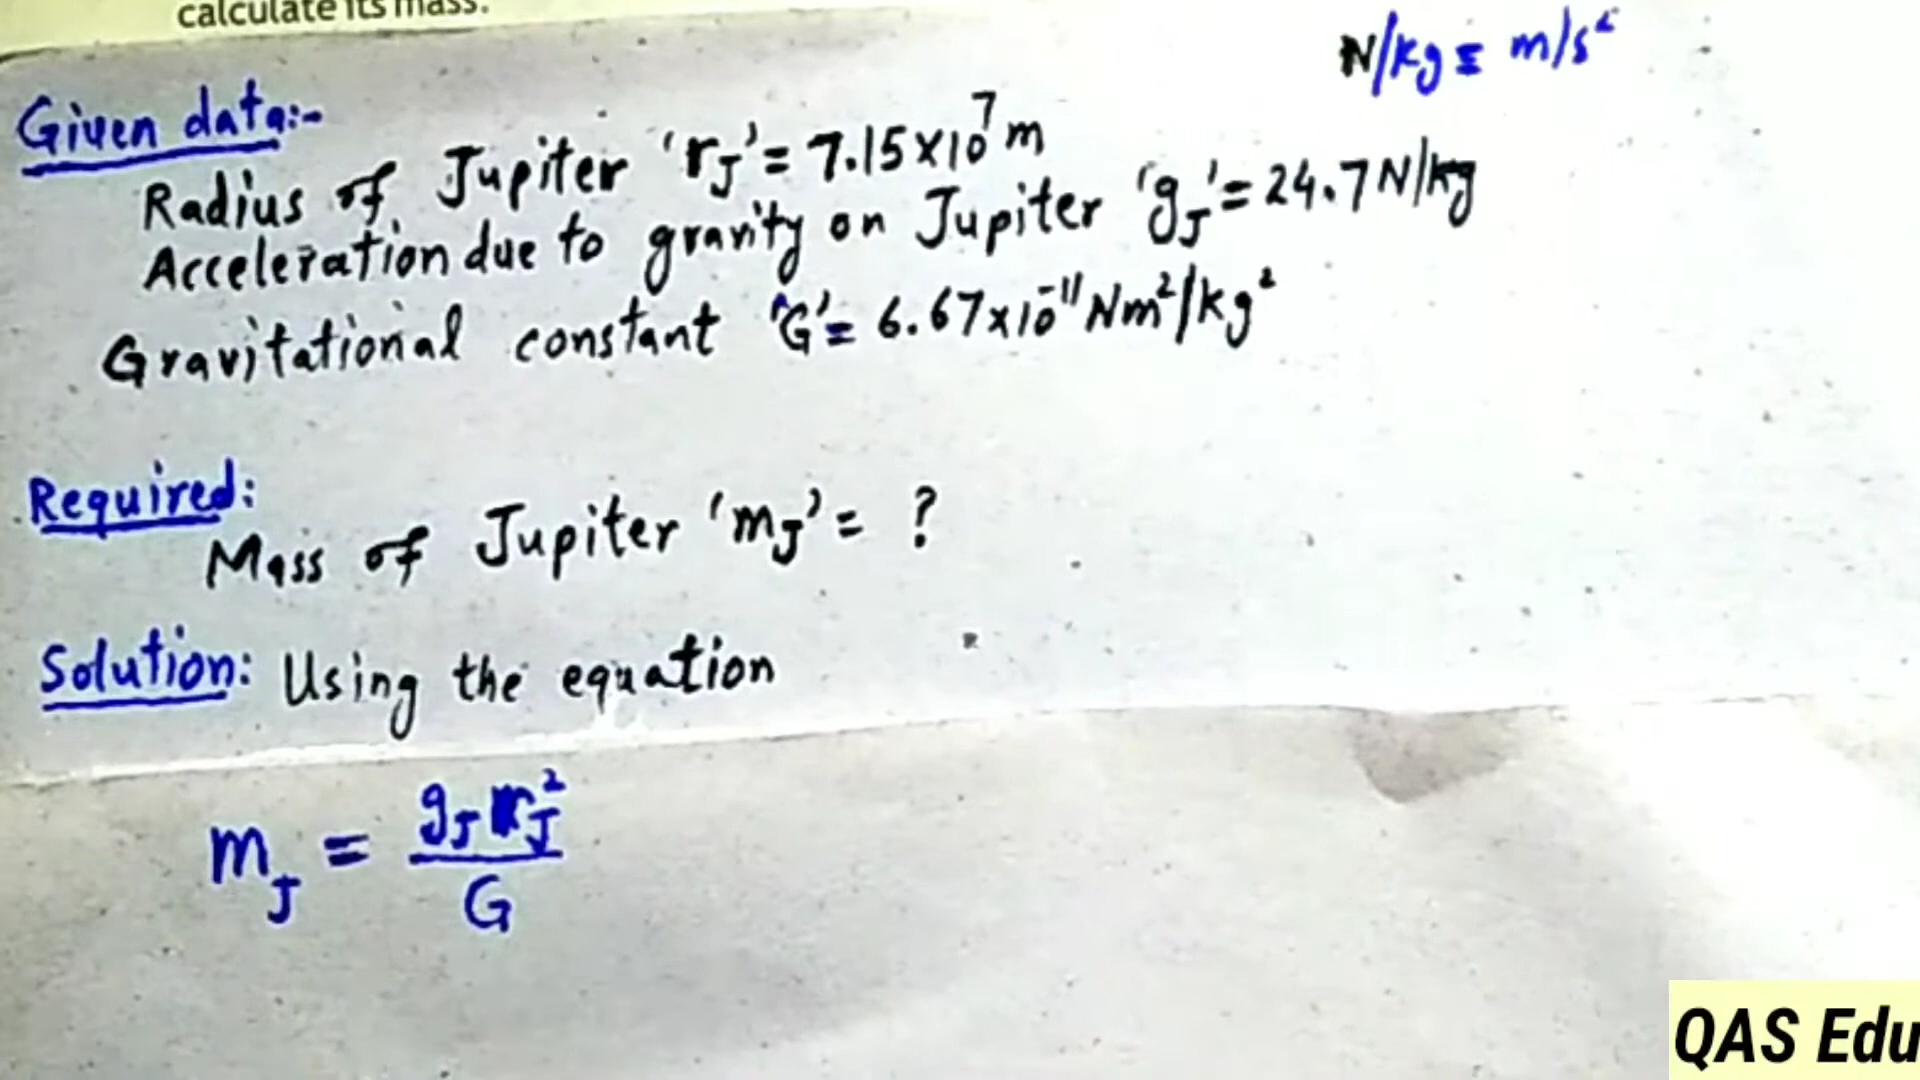 calculate its mass.
N/kg = m/s²
Given data:-
Radius of Jupiter 'rJ' = 7.15×10⁷ m
Acceleration due to gravity on Jupiter 'gJ' = 24.7 N/kg
Gravitational constant 'G' = 6.67×10⁻¹¹ Nm²/kg²
Required:
Mass of Jupiter 'mJ' = ?
Solution: Using the equation
mJ = gJ rJ² / G
QAS Edu